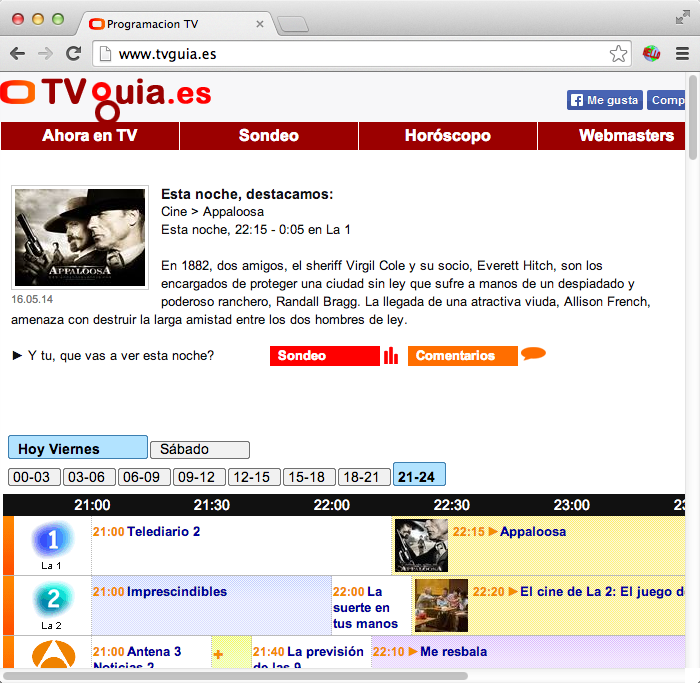 Programacion TV
www.tvguia.es
TVguia.es
Me gusta
Comp
Ahora en TV
Sondeo
Horóscopo
Webmasters
APPALOOSA
16.05.14
Esta noche, destacamos:
Cine > Appaloosa
Esta noche, 22:15 - 0:05 en La 1
En 1882, dos amigos, el sheriff Virgil Cole y su socio, Everett Hitch, son los
encargados de proteger una ciudad sin ley que sufre a manos de un despiadado y
poderoso ranchero, Randall Bragg. La llegada de una atractiva viuda, Allison French,
amenaza con destruir la larga amistad entre los dos hombres de ley.
► Y tu, que vas a ver esta noche?
Sondeo
Comentarios
Hoy Viernes
Sábado
00-03 03-06 06-09 09-12 12-15 15-18 18-21 21-24
21:00 21:30 22:00 22:30 23:00 23
1
La 1
21:00 Telediario 2
APPALOOSA
22:15 ► Appaloosa
2
La 2
21:00 Imprescindibles
22:00 La
suerte en
tus manos
22:20 ► El cine de La 2: El juego d
21:00 Antena 3
Noticias 2
+
21:40 La previsión
de las 9
22:10 ► Me resbala